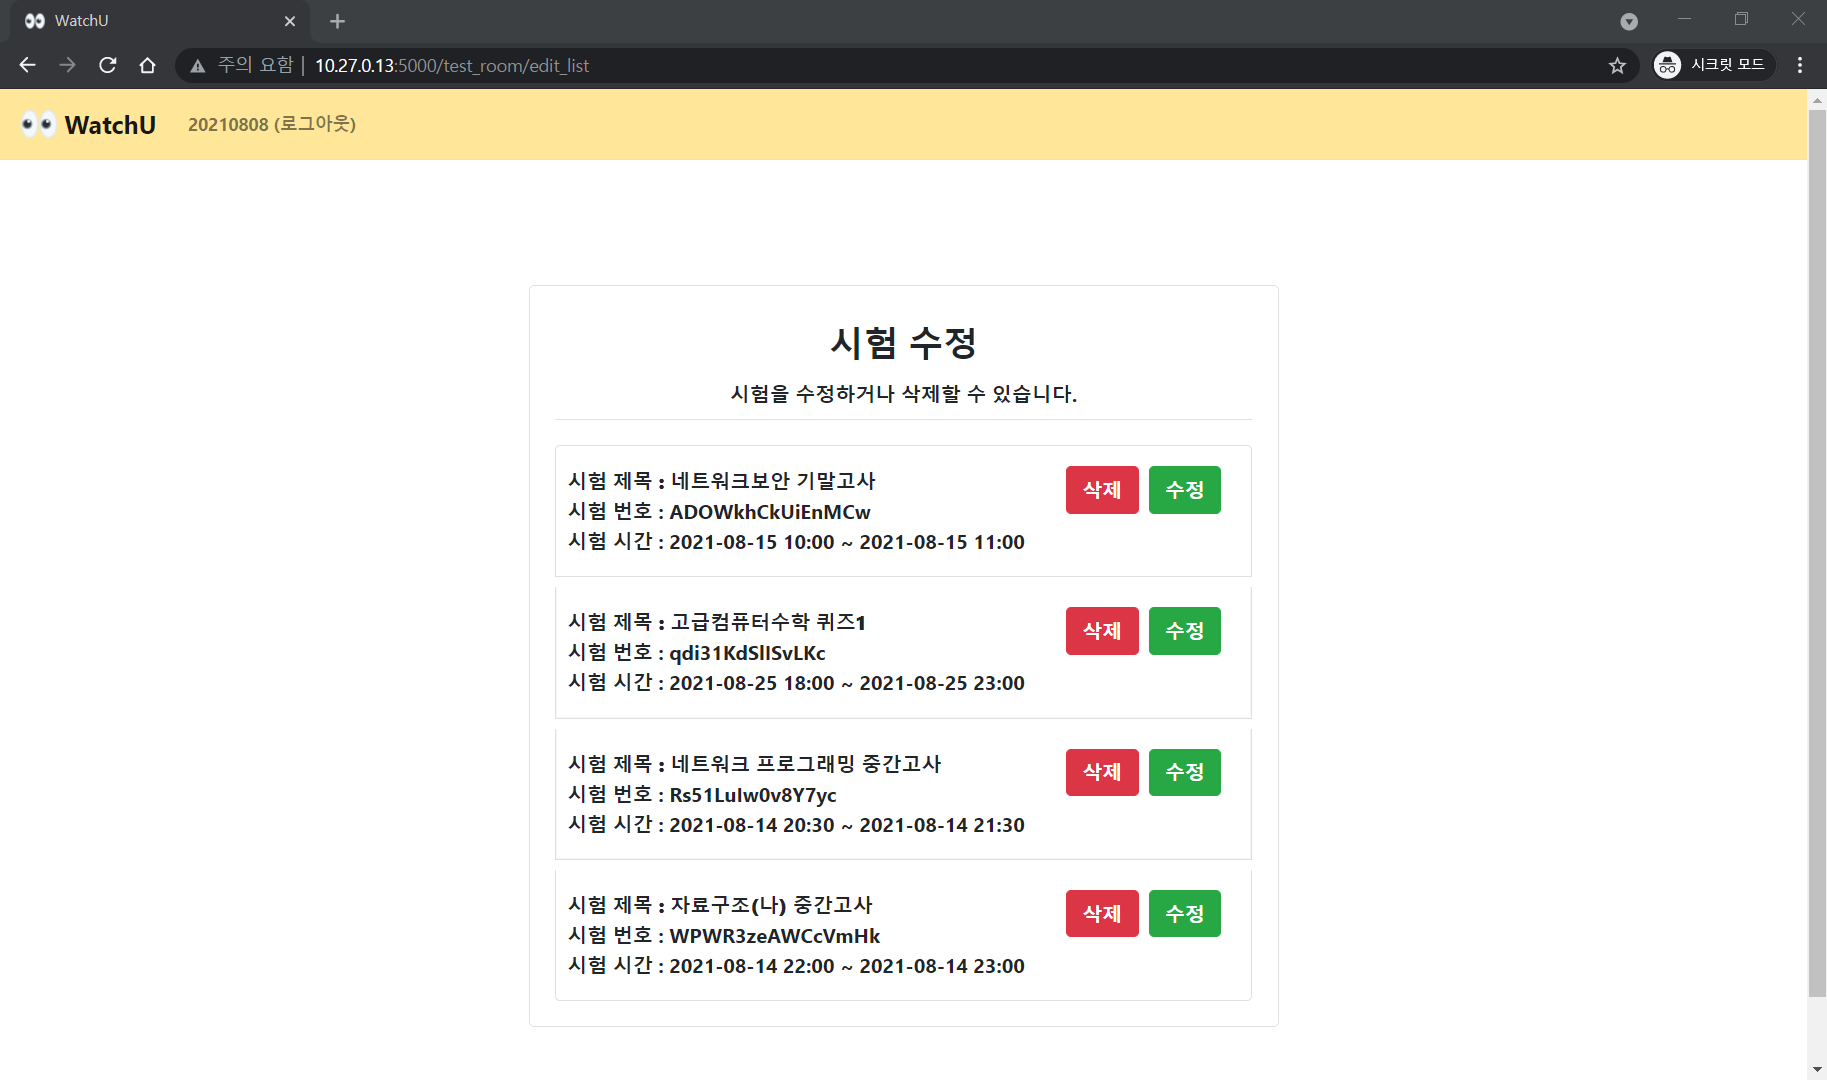 WatchU
주의 요함 | 10.27.0.13:5000/test_room/edit_list
시크릿 모드
WatchU 20210808 (로그아웃)
시험 수정
시험을 수정하거나 삭제할 수 있습니다.
시험 제목 : 네트워크보안 기말고사
삭제 수정
시험 번호 : ADOWkhCkUiEnMCw
시험 시간 : 2021-08-15 10:00 ~ 2021-08-15 11:00
시험 제목 : 고급컴퓨터수학 퀴즈1
삭제 수정
시험 번호 : qdi31KdSlISvLKc
시험 시간 : 2021-08-25 18:00 ~ 2021-08-25 23:00
시험 제목 : 네트워크 프로그래밍 중간고사
삭제 수정
시험 번호 : Rs51LuIw0v8Y7yc
시험 시간 : 2021-08-14 20:30 ~ 2021-08-14 21:30
시험 제목 : 자료구조(나) 중간고사
삭제 수정
시험 번호 : WPWR3zeAWCcVmHk
시험 시간 : 2021-08-14 22:00 ~ 2021-08-14 23:00